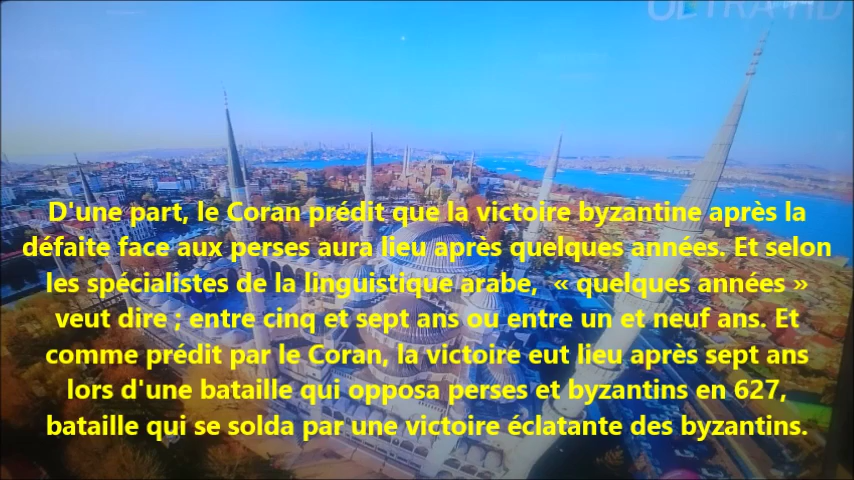 ULTRA HD
D'une part, le Coran prédit que la victoire byzantine après la
défaite face aux perses aura lieu après quelques années. Et selon
les spécialistes de la linguistique arabe,  « quelques années »
veut dire ; entre cinq et sept ans ou entre un et neuf ans. Et
comme prédit par le Coran, la victoire eut lieu après sept ans
lors d'une bataille qui opposa perses et byzantins en 627,
bataille qui se solda par une victoire éclatante des byzantins.